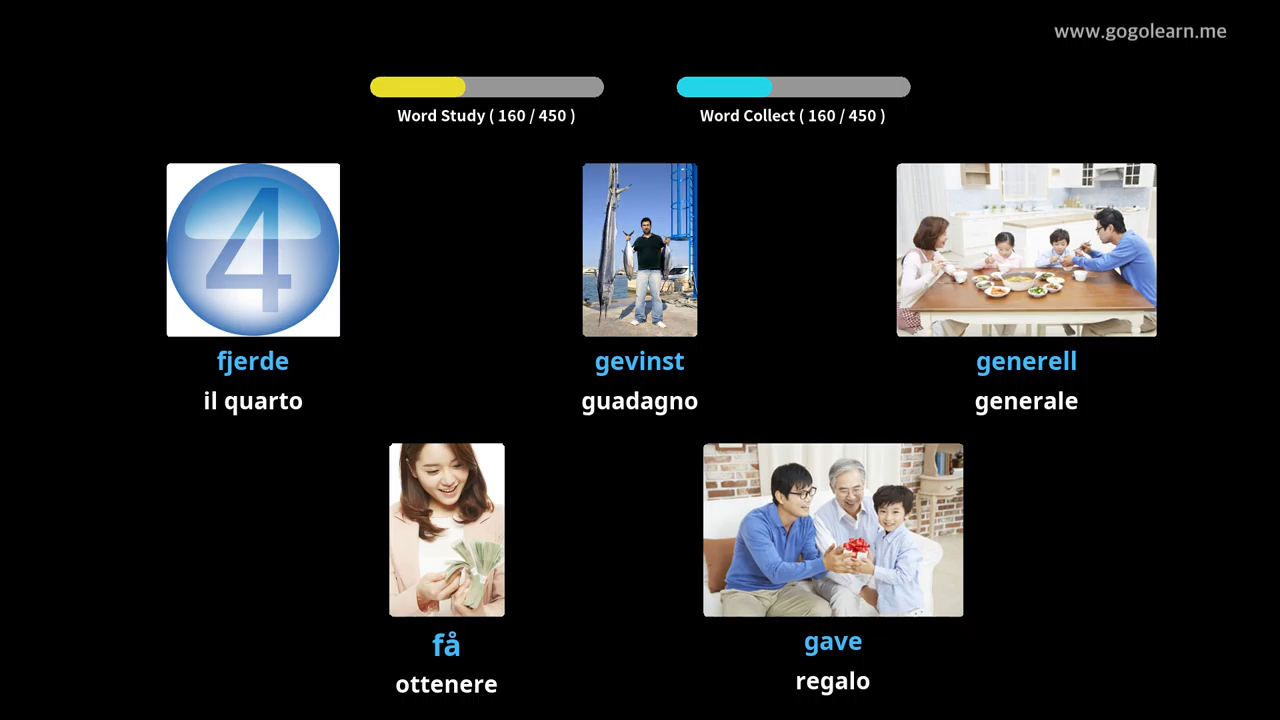 www.gogolearn.me
Word Study ( 160 / 450 )
Word Collect ( 160 / 450 )
4
fjerde
il quarto
gevinst
guadagno
generell
generale
få
ottenere
gave
regalo